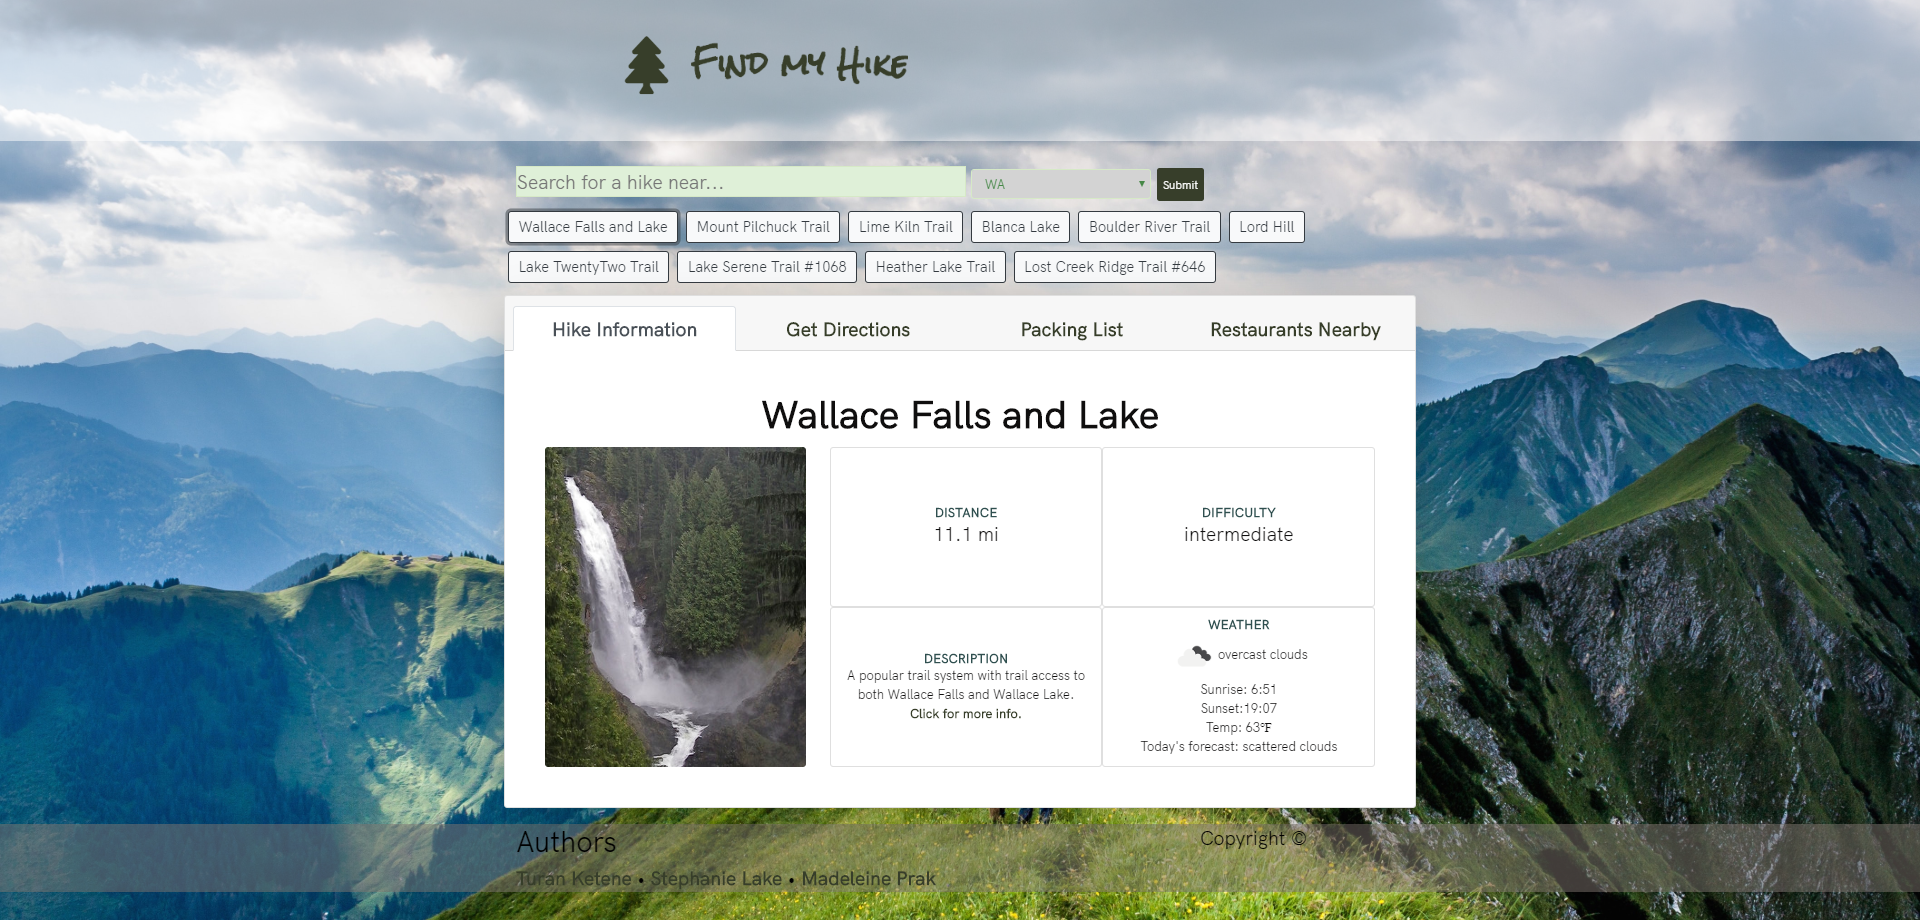 Find my Hike
Search for a hike near...
WA
Submit
Wallace Falls and Lake
Mount Pilchuck Trail
Lime Kiln Trail
Blanca Lake
Boulder River Trail
Lord Hill
Lake TwentyTwo Trail
Lake Serene Trail #1068
Heather Lake Trail
Lost Creek Ridge Trail #646
Hike Information
Get Directions
Packing List
Restaurants Nearby
Wallace Falls and Lake
DISTANCE
11.1 mi
DIFFICULTY
intermediate
DESCRIPTION
A popular trail system with trail access to
both Wallace Falls and Wallace Lake.
Click for more info.
WEATHER
overcast clouds
Sunrise: 6:51
Sunset:19:07
Temp: 63°F
Today's forecast: scattered clouds
Authors
Copyright ©
Turan Ketene • Stephanie Lake • Madeleine Prak